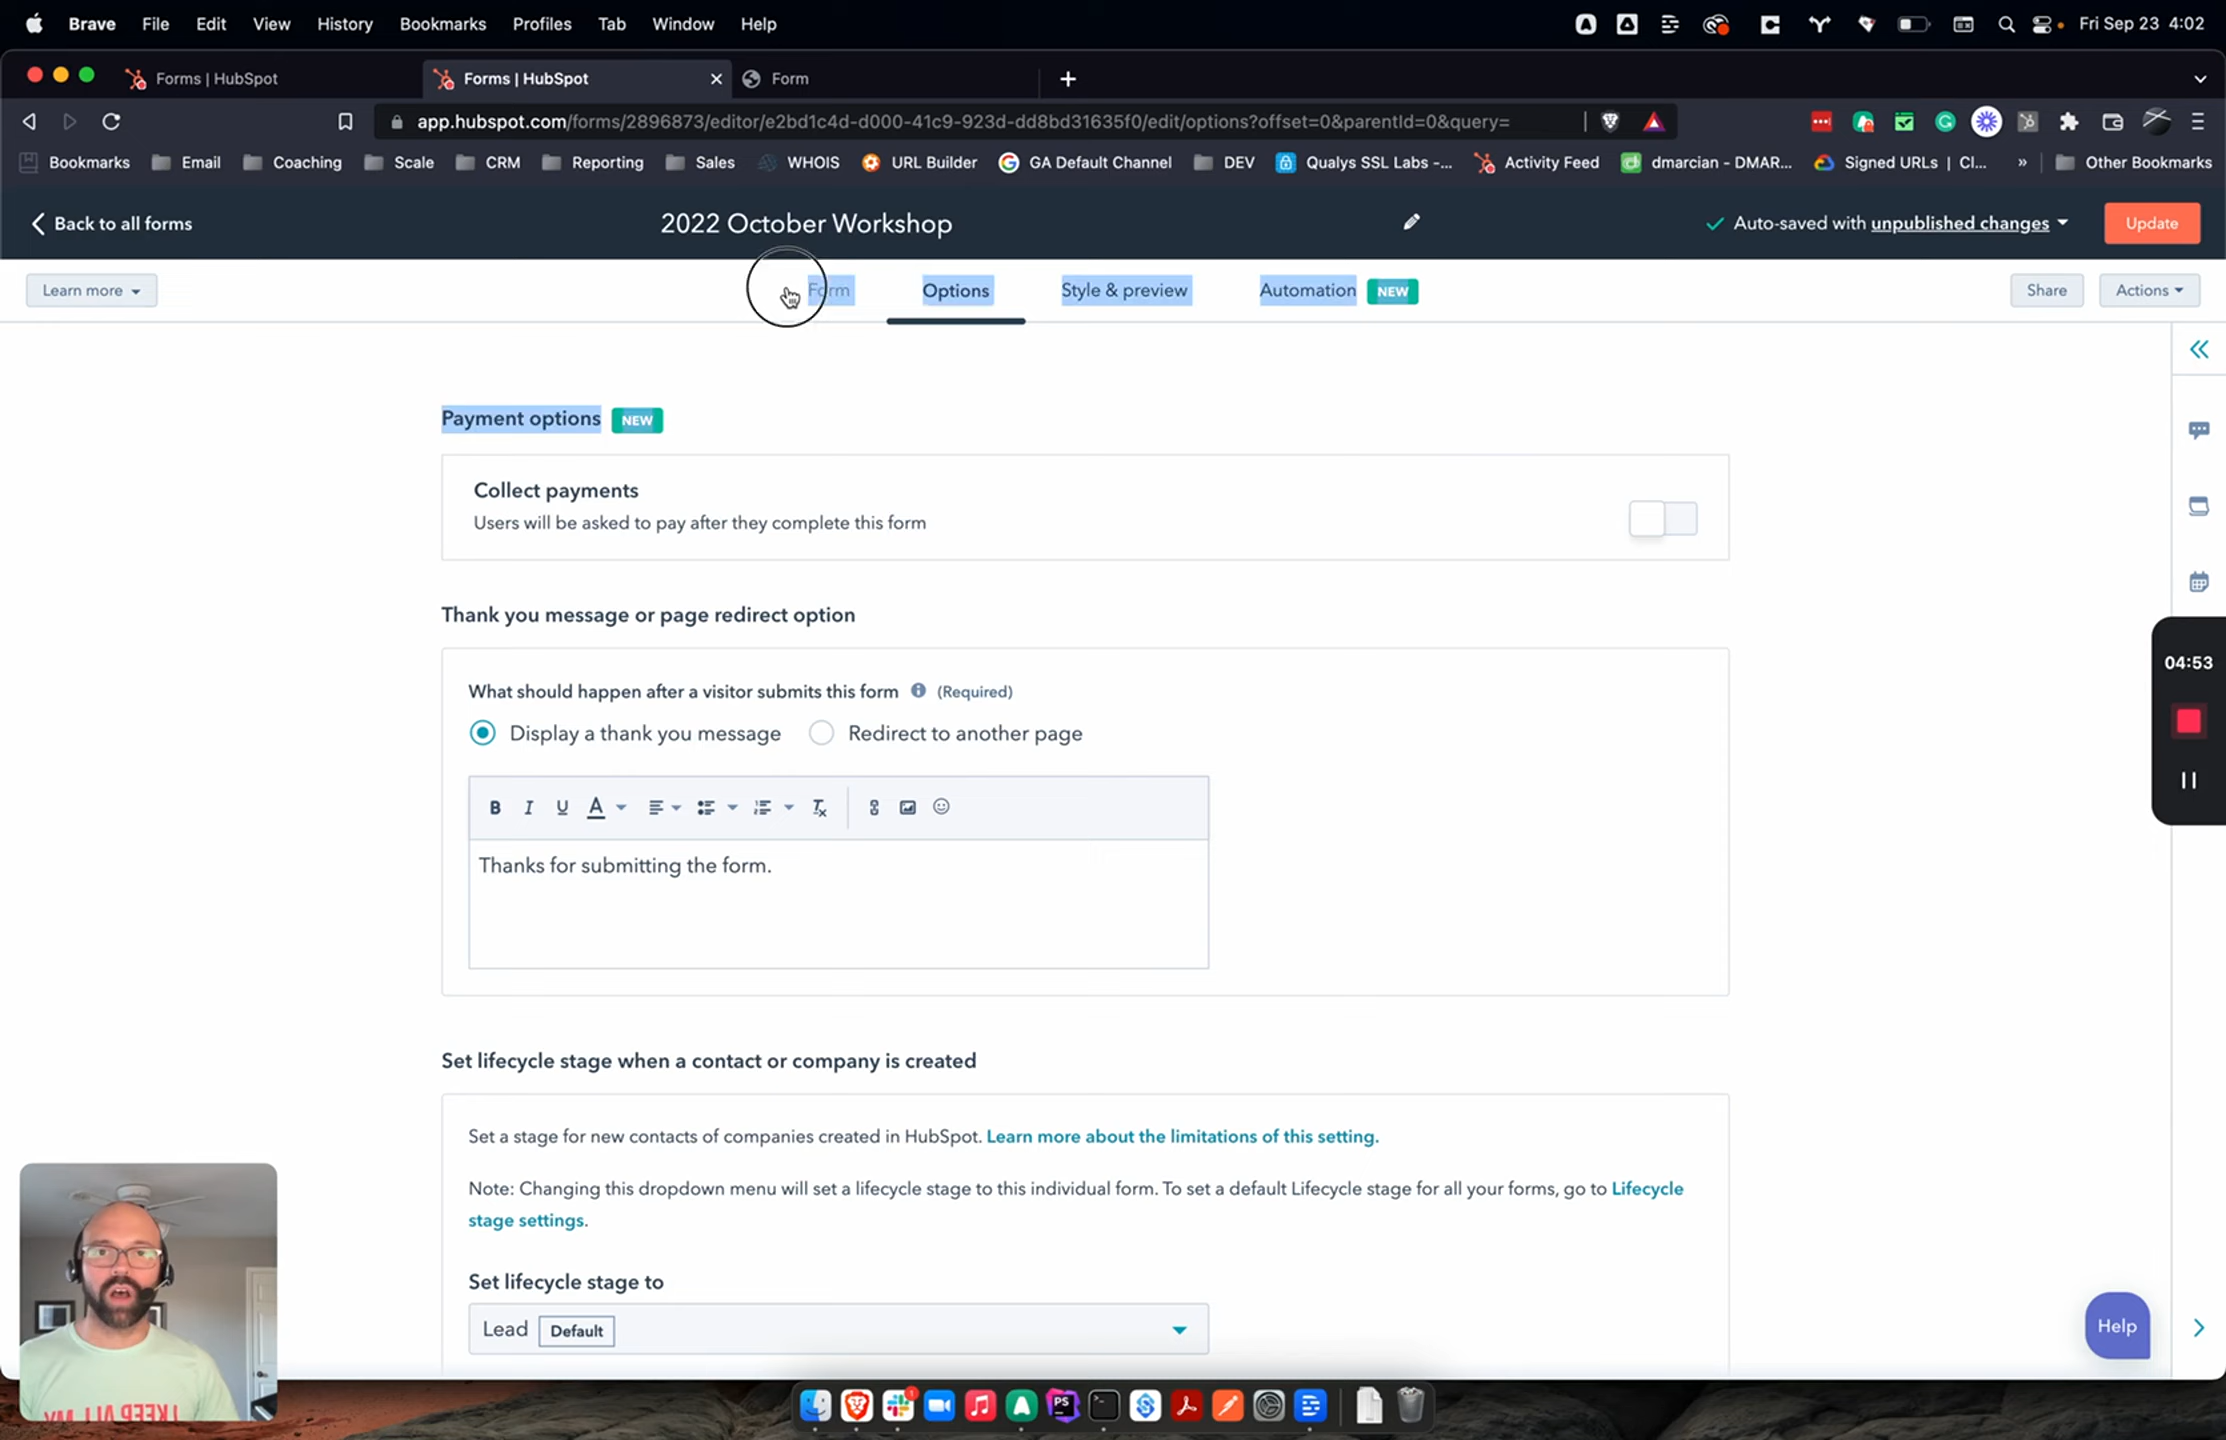 Brave File Edit View History Bookmarks Profiles Tab Window Help Fri Sep 23 4:02
Forms | HubSpot Forms | HubSpot Form
app.hubspot.com/forms/2896873/editor/e2bd1c4d-d000-41c9-923d-dd8bd31635f0/edit/options?offset=0&parentId=0&query=
Bookmarks Email Coaching Scale CRM Reporting Sales WHOIS URL Builder GA Default Channel DEV Qualys SSL Labs -... Activity Feed dmarcian - DMAR... Signed URLs | Cl... » Other Bookmarks
Back to all forms 2022 October Workshop Auto-saved with unpublished changes Update
Learn more Form Options Style & preview Automation NEW Share Actions
Payment options NEW
Collect payments
Users will be asked to pay after they complete this form
Thank you message or page redirect option
04:53
What should happen after a visitor submits this form (Required)
Display a thank you message Redirect to another page
B I U A
Thanks for submitting the form.
Set lifecycle stage when a contact or company is created
Set a stage for new contacts of companies created in HubSpot. Learn more about the limitations of this setting.
Note: Changing this dropdown menu will set a lifecycle stage to this individual form. To set a default Lifecycle stage for all your forms, go to Lifecycle
stage settings.
Set lifecycle stage to
Lead Default
Help
PS